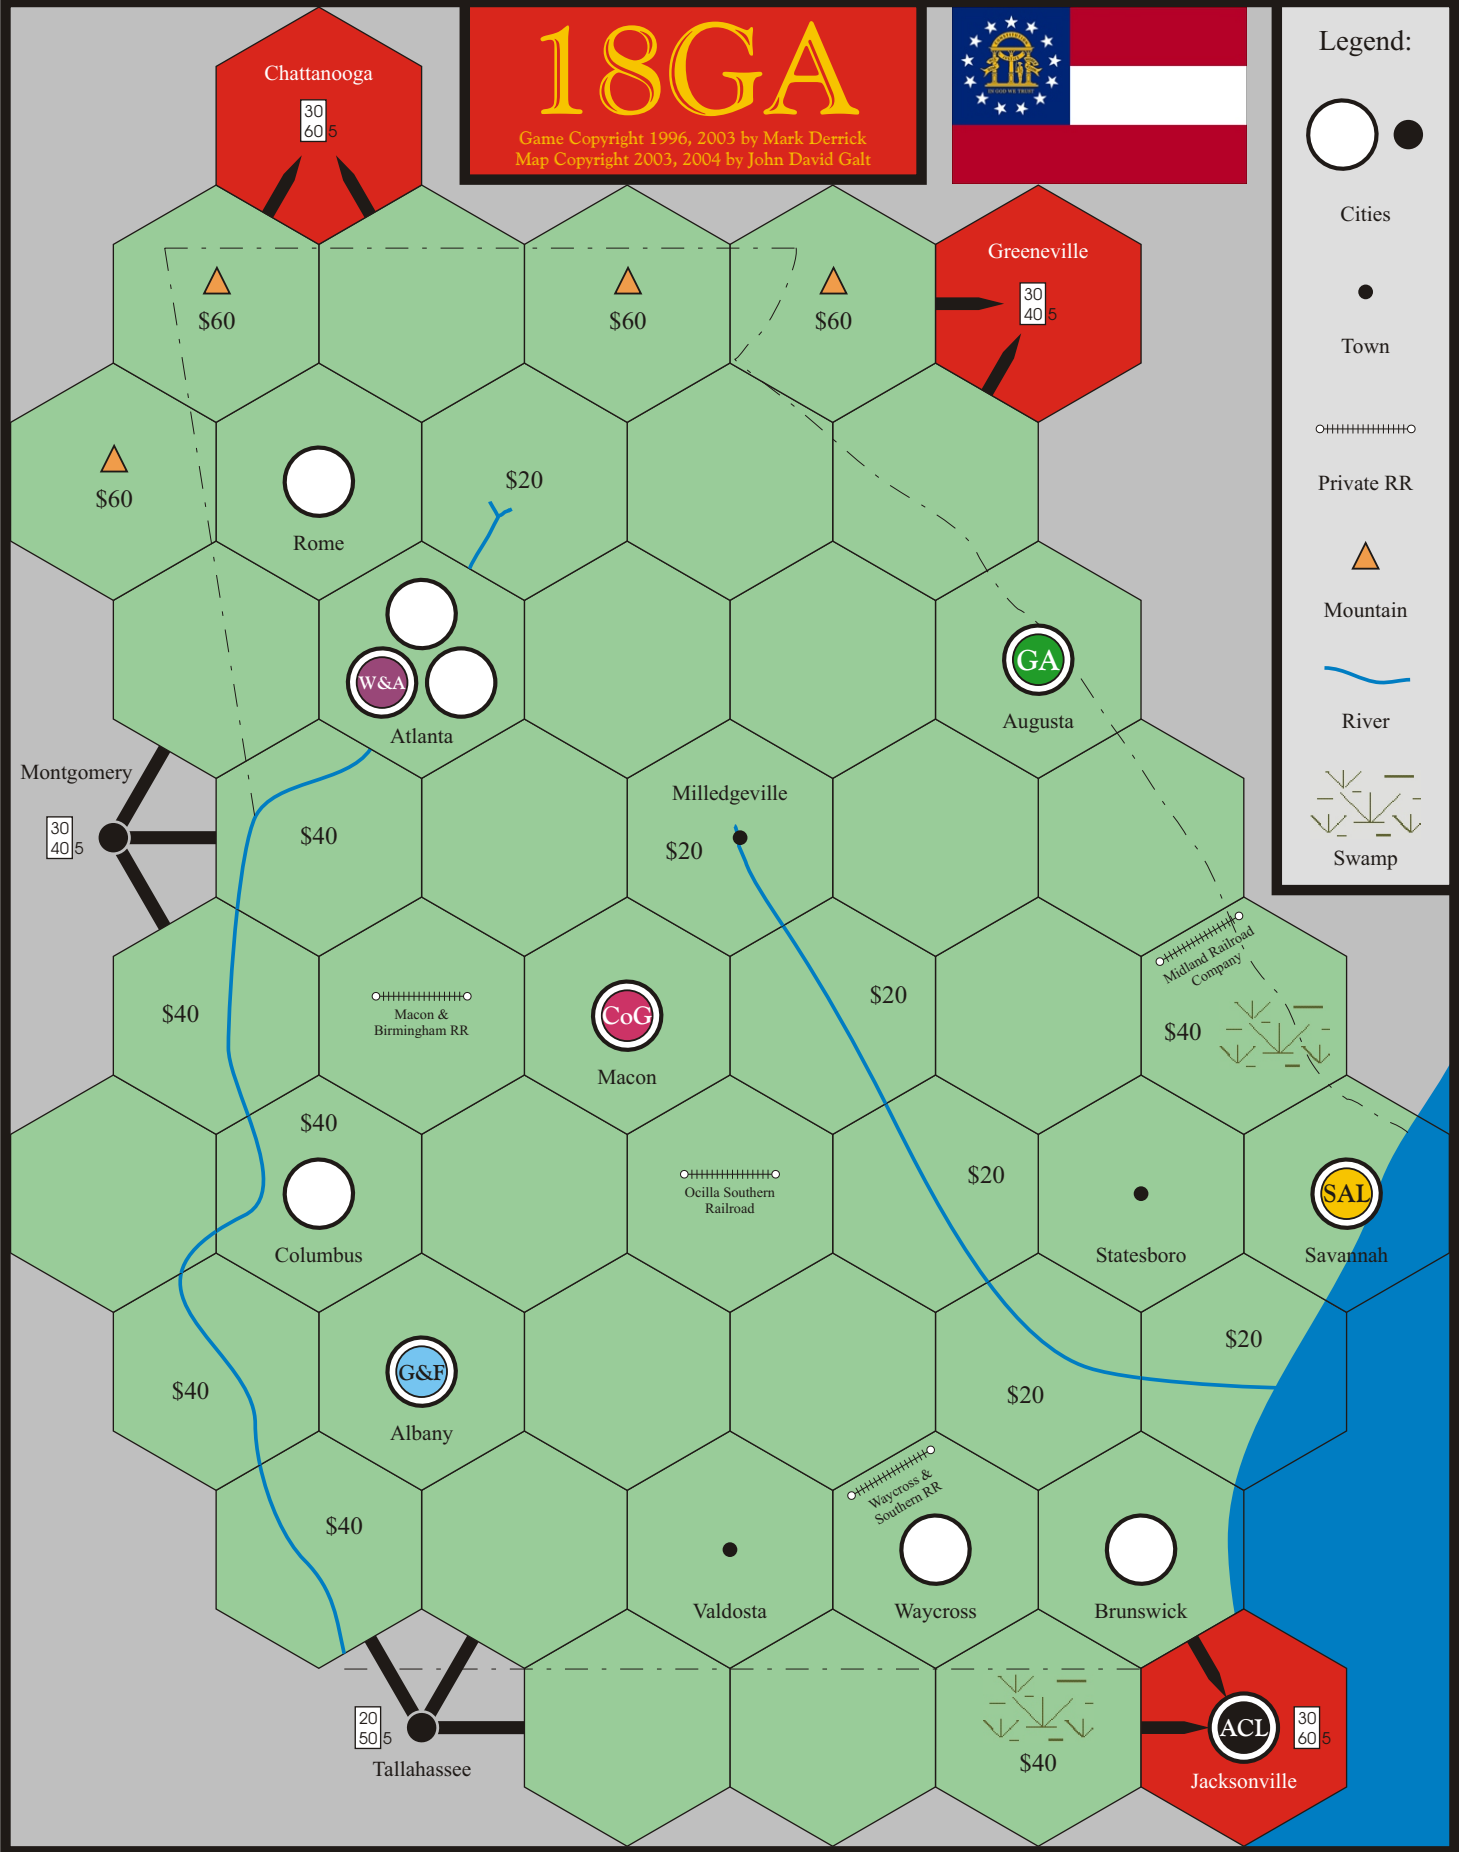 Chattanooga
30
60 5
18GA
Game Copyright 1996, 2003 by Mark Derrick
Map Copyright 2003, 2004 by John David Galt
IN GOD WE TRUST
Legend:
Cities
Town
Private RR
Mountain
River
Swamp
Greeneville
30
40 5
$60
$60
$60
$60
Rome
$20
W&A
Atlanta
GA
Augusta
Montgomery
30
40 5
$40
Milledgeville
$20
$40
Macon &
Birmingham RR
CoG
Macon
$20
Midland Railroad
Company
$40
$40
Columbus
Ocilla Southern
Railroad
$20
Statesboro
SAL
Savannah
$40
G&F
Albany
$20
$20
$40
Valdosta
Waycross &
Southern RR
Waycross
Brunswick
20
50 5
Tallahassee
$40
ACL
30
60 5
Jacksonville